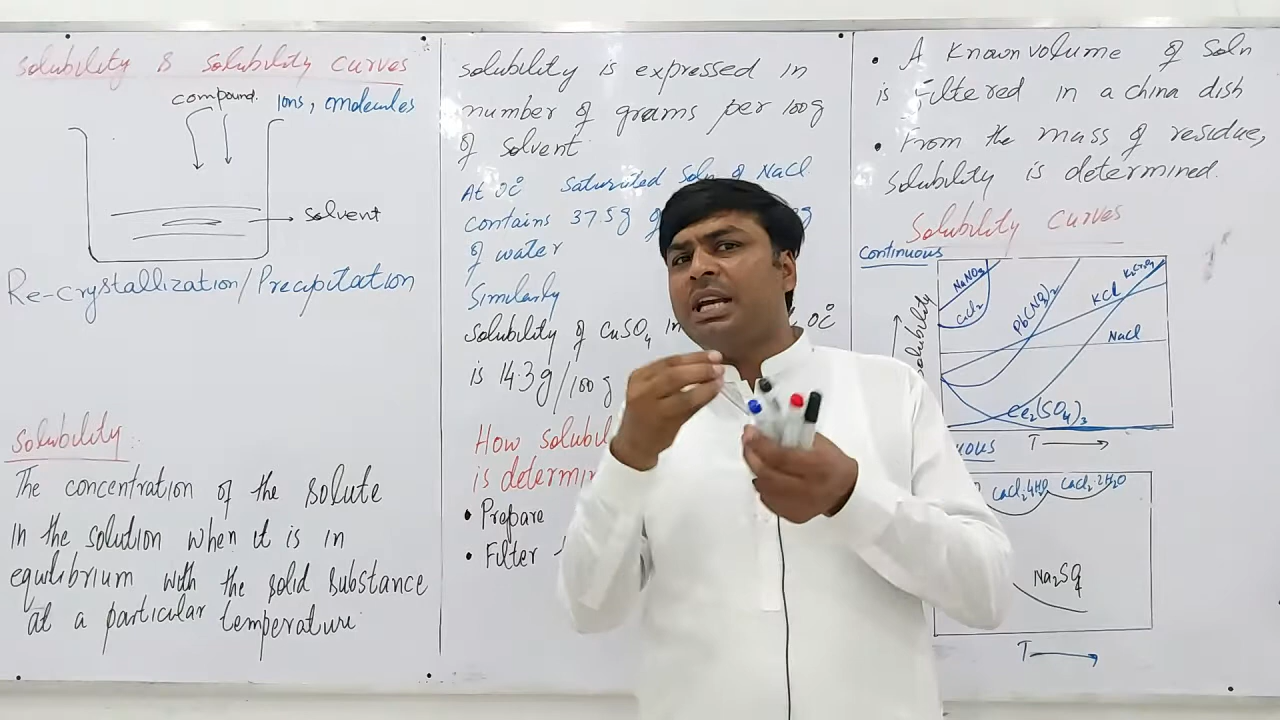 Solubility & Solubility curves
compound. Ions, molecules
solvent
Re-crystallization/Precipitation
Solubility:
The concentration of the solute
in the solution when it is in
equilibrium with the solid substance
at a particular temperature
Solubility is expressed in
number of grams per 100g
of solvent
At 0°C Saturated Soln of NaCl
contains 37.5g
of water
Similarly
Solubility of CuSO4 in 0°C
is 14.3g/100g
How
is
• Prepare
• Filter
• A Known volume of Soln
is Filtered in a china dish
• From the mass of residue,
solubility is determined.
Solubility Curves
Continuous
solubility
NaNO3
CaCl2
Pb(NO3)2
KCl
NaCl
Ce2(SO4)3
T
CaCl2 4H2O CaCl2 2H2O
Na2SO4
T